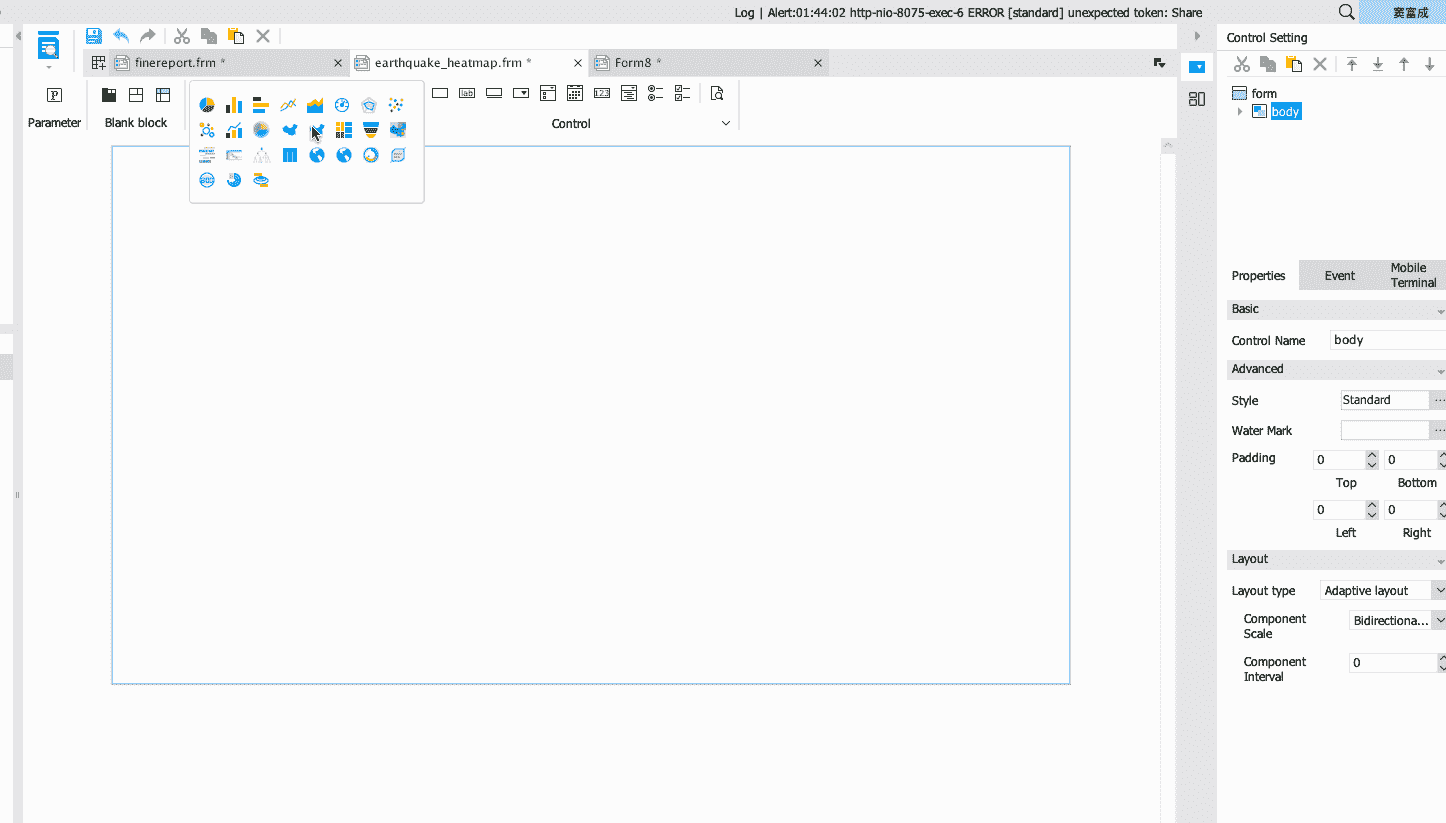 Log | Alert:01:44:02 http-nio-8075-exec-6 ERROR [standard] unexpected token: Share
窦富成
Control Setting
finereport.frm *
earthquake_heatmap.frm *
Form8 *
Parameter
Blank block
lab
123
Control
form
body
Properties
Event
Mobile
Terminal
Basic
Control Name
body
Advanced
Style
Standard
Water Mark
Padding
0
0
Top
Bottom
0
0
Left
Right
Layout
Layout type
Adaptive layout
Component
Scale
Bidirectiona...
Component
Interval
0